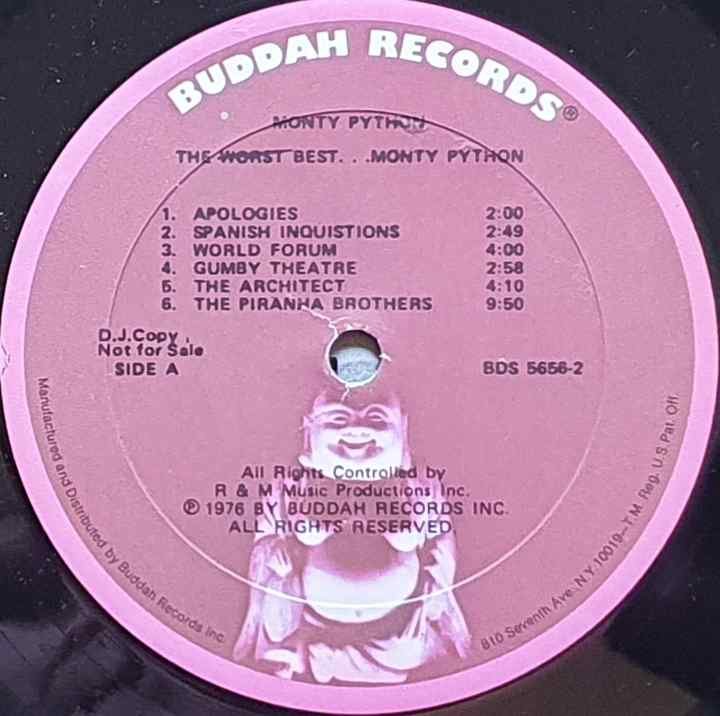 BUDDAH RECORDS®
MONTY PYTHON
THE WORST BEST. . .MONTY PYTHON
1. APOLOGIES 2:00
2. SPANISH INQUISTIONS 2:49
3. WORLD FORUM 4:00
4. GUMBY THEATRE 2:58
5. THE ARCHITECT 4:10
6. THE PIRANHA BROTHERS 9:50
D.J.Copy
Not for Sale
SIDE A BDS 5656-2
All Rights Controlled by
R & M Music Productions Inc.
℗ 1976 BY BUDDAH RECORDS INC.
ALL RIGHTS RESERVED.
Manufactured and Distributed by Buddah Records Inc. 810 Seventh Ave., N.Y. 10019–T.M. Reg. U.S. Pat. Off.